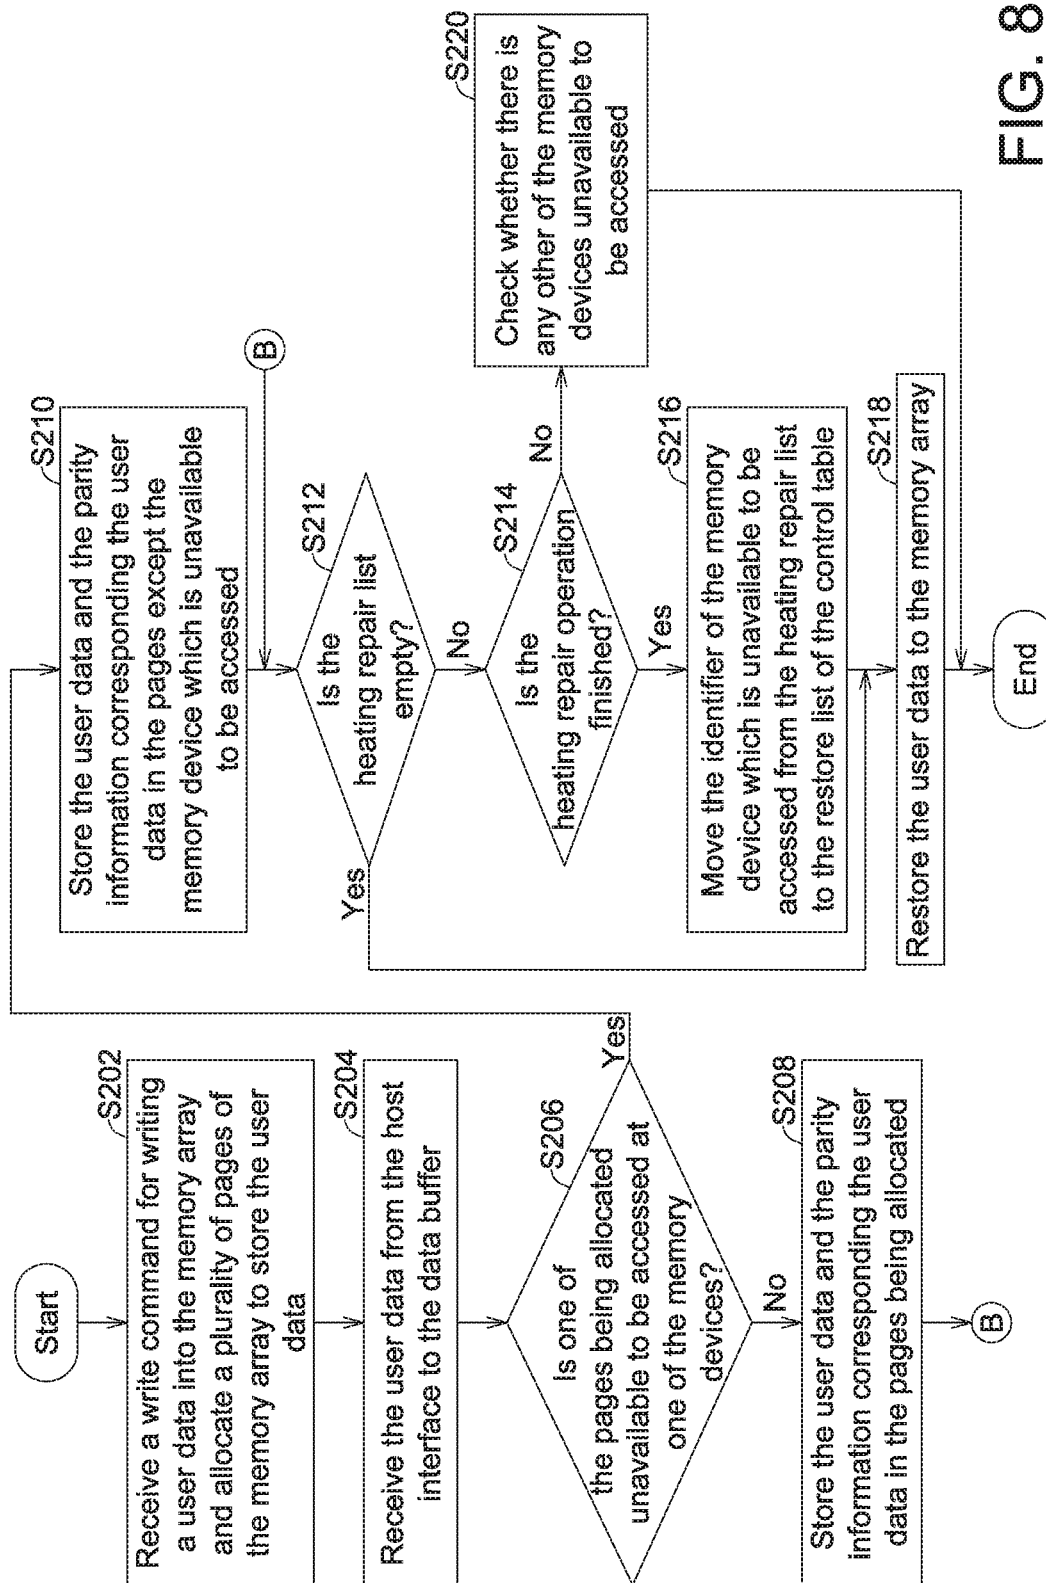 Start
S202
Receive a write command for writing
a user data into the memory array
and allocate a plurality of pages of
the memory array to store the user
data
S204
Receive the user data from the host
interface to the data buffer
S206
Is one of
the pages being allocated
unavailable to be accessed at
one of the memory
devices?
Yes
No
S208
Store the user data and the parity
information corresponding the user
data in the pages being allocated
B
S210
Store the user data and the parity
information corresponding the user
data in the pages except the
memory device which is unavailable
to be accessed
B
S212
Is the
heating repair list
empty?
Yes
No
S214
Is the
heating repair operation
finished?
No
Yes
S220
Check whether there is
any other of the memory
devices unavailable to
be accessed
S216
Move the identifier of the memory
device which is unavailable to be
accessed from the heating repair list
to the restore list of the control table
S218
Restore the user data to the memory array
End
FIG. 8